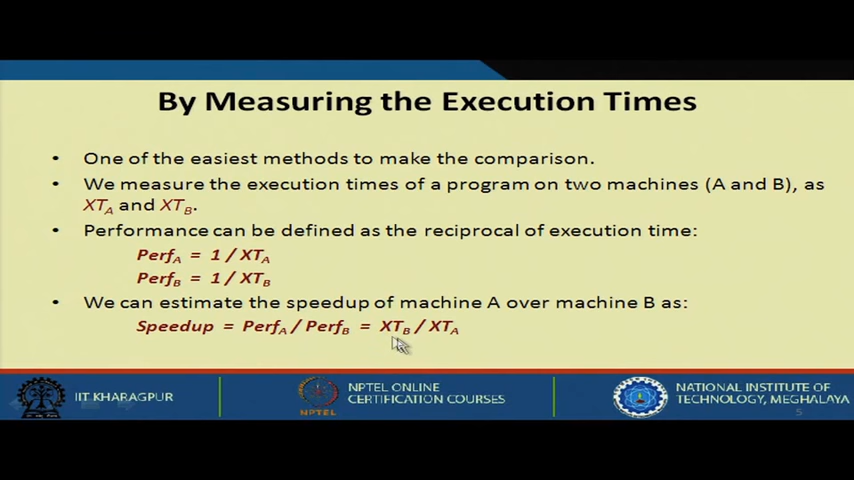 By Measuring the Execution Times
• One of the easiest methods to make the comparison.
• We measure the execution times of a program on two machines (A and B), as
XT_A and XT_B.
• Performance can be defined as the reciprocal of execution time:
Perf_A = 1 / XT_A
Perf_B = 1 / XT_B
• We can estimate the speedup of machine A over machine B as:
Speedup = Perf_A / Perf_B = XT_B / XT_A
IIT KHARAGPUR
NPTEL
NPTEL ONLINE
CERTIFICATION COURSES
NATIONAL INSTITUTE OF
TECHNOLOGY, MEGHALAYA
5